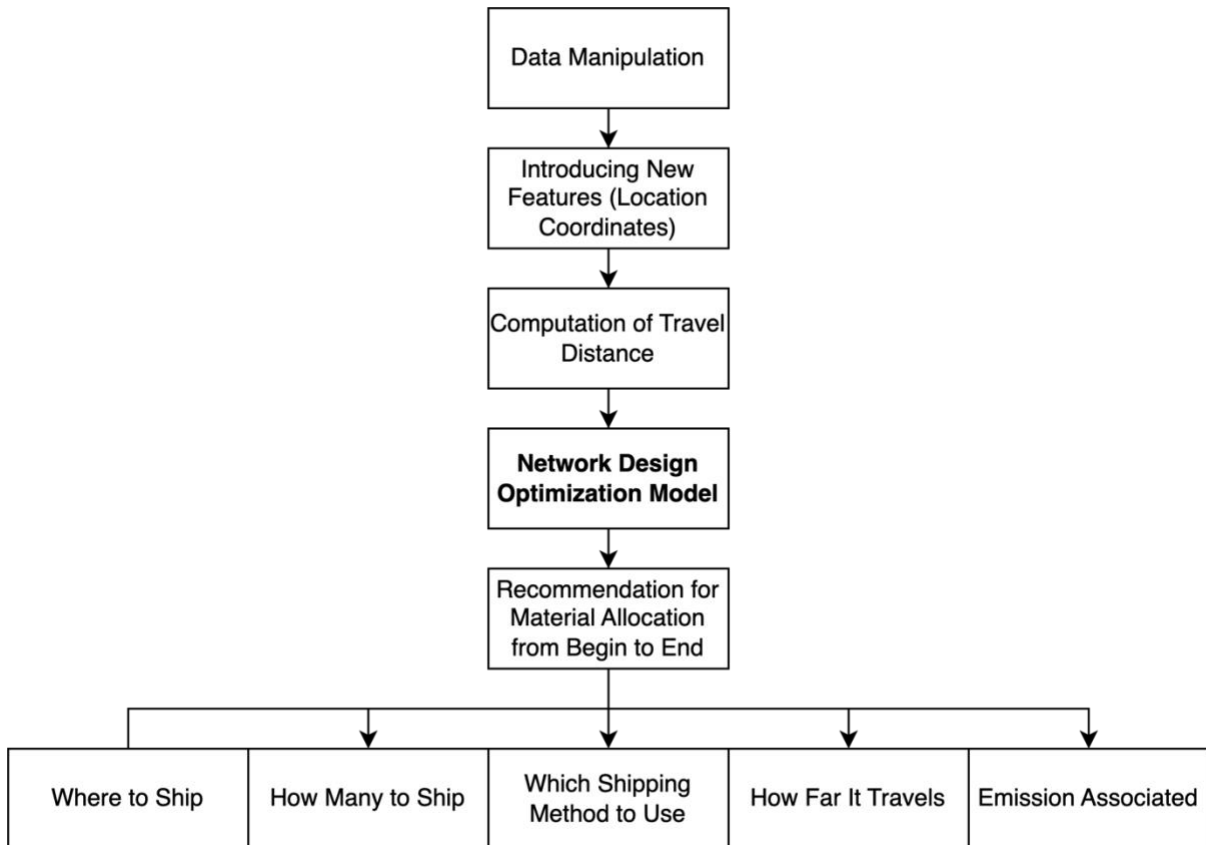 Data Manipulation
Introducing New
Features (Location
Coordinates)
Computation of Travel
Distance
Network Design
Optimization Model
Recommendation for
Material Allocation
from Begin to End
Where to Ship
How Many to Ship
Which Shipping
Method to Use
How Far It Travels
Emission Associated